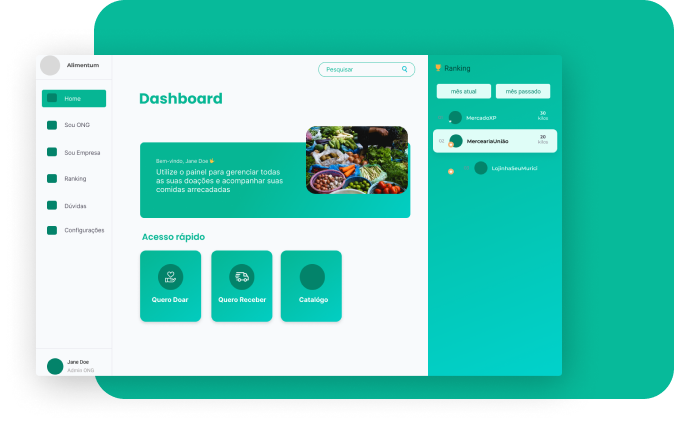 Alimentum
Home
Sou ONG
Sou Empresa
Ranking
Dúvidas
Configurações
Jane Doe
Admin ONG
Pesquisar
Dashboard
Bem-vindo, Jane Doe 👋
Utilize o painel para gerenciar todas
as suas doações e acompanhar suas
comidas arrecadadas
Acesso rápido
Quero Doar
Quero Receber
Catalógo
Ranking
mês atual
mês passado
MercadoXP
30
kilos
02
MerceariaUnião
20
kilos
LojinhaSeuMurici